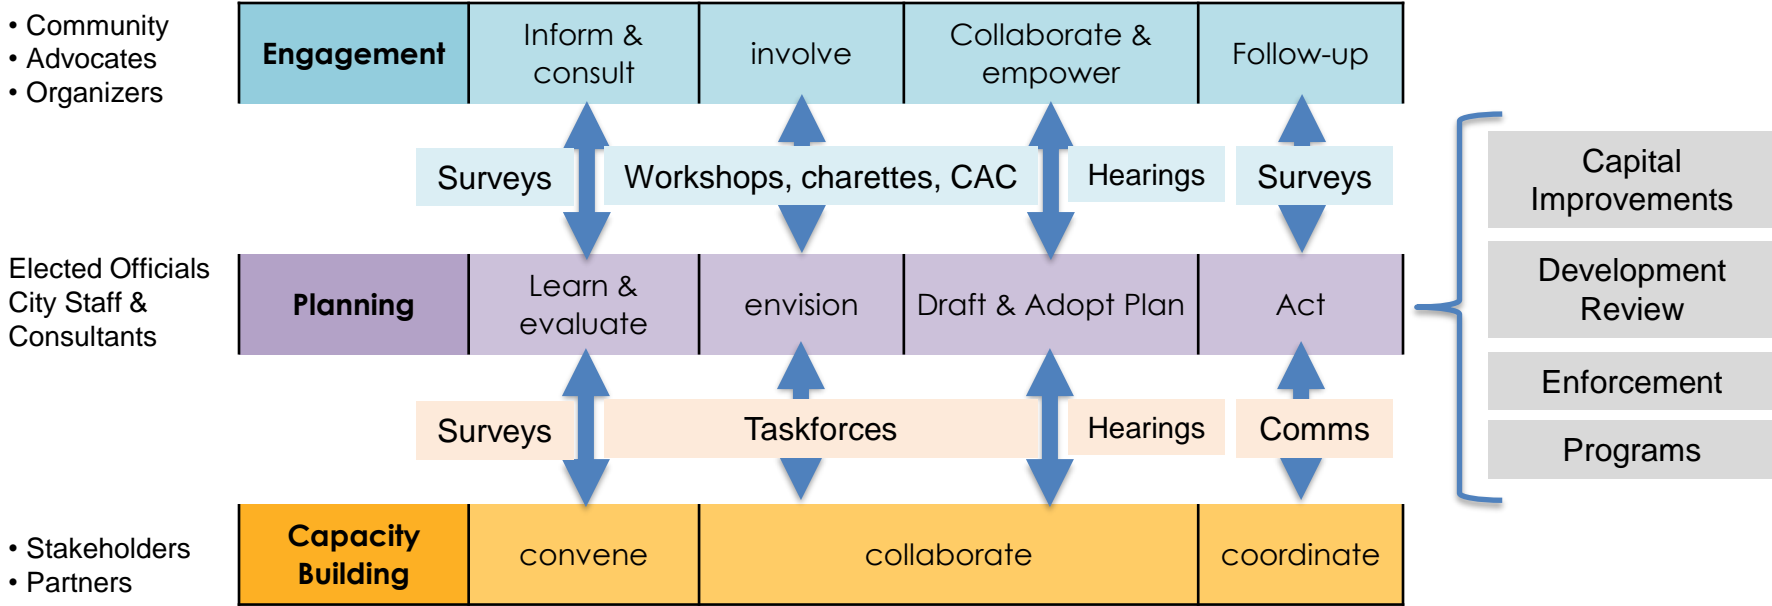 • Community
• Advocates
• Organizers
Engagement
Inform &
consult
involve
Collaborate &
empower
Follow-up
Surveys
Workshops, charettes, CAC
Hearings
Surveys
Elected Officials
City Staff &
Consultants
Planning
Learn &
evaluate
envision
Draft & Adopt Plan
Act
Surveys
Taskforces
Hearings
Comms
• Stakeholders
• Partners
Capacity
Building
convene
collaborate
coordinate
Capital
Improvements
Development
Review
Enforcement
Programs